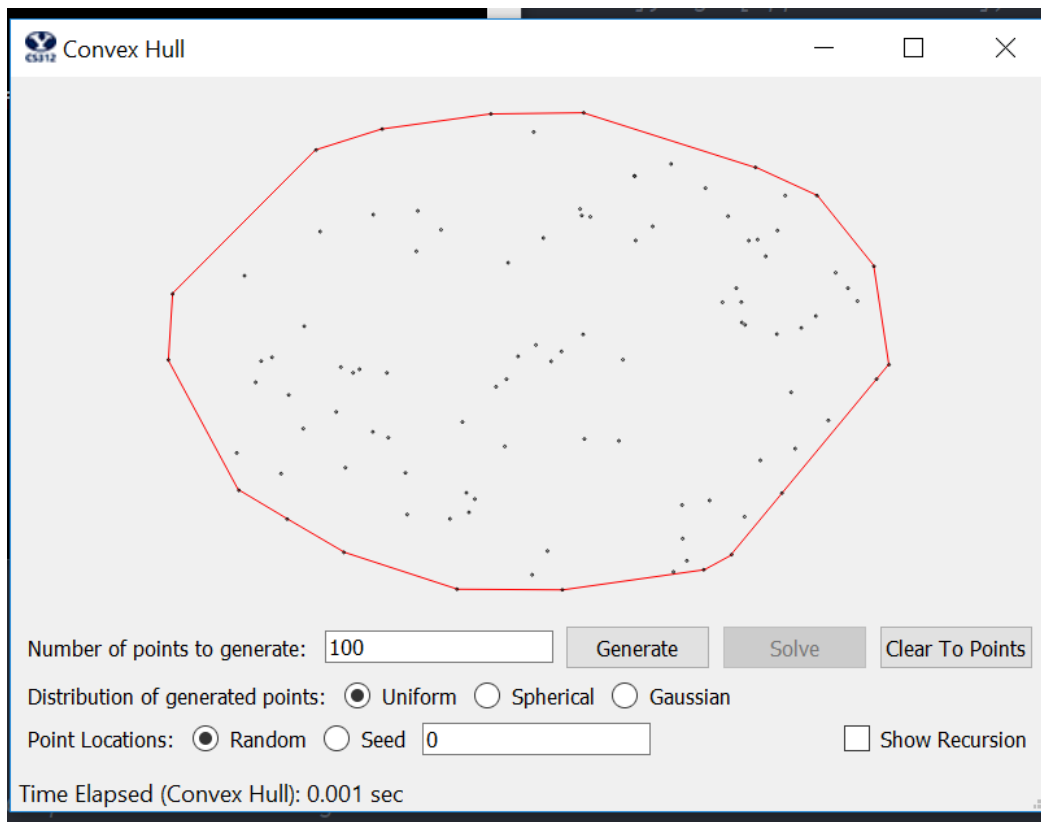 CS312 Convex Hull
Number of points to generate: 100 Generate Solve Clear To Points
Distribution of generated points: Uniform Spherical Gaussian
Point Locations: Random Seed 0 Show Recursion
Time Elapsed (Convex Hull): 0.001 sec